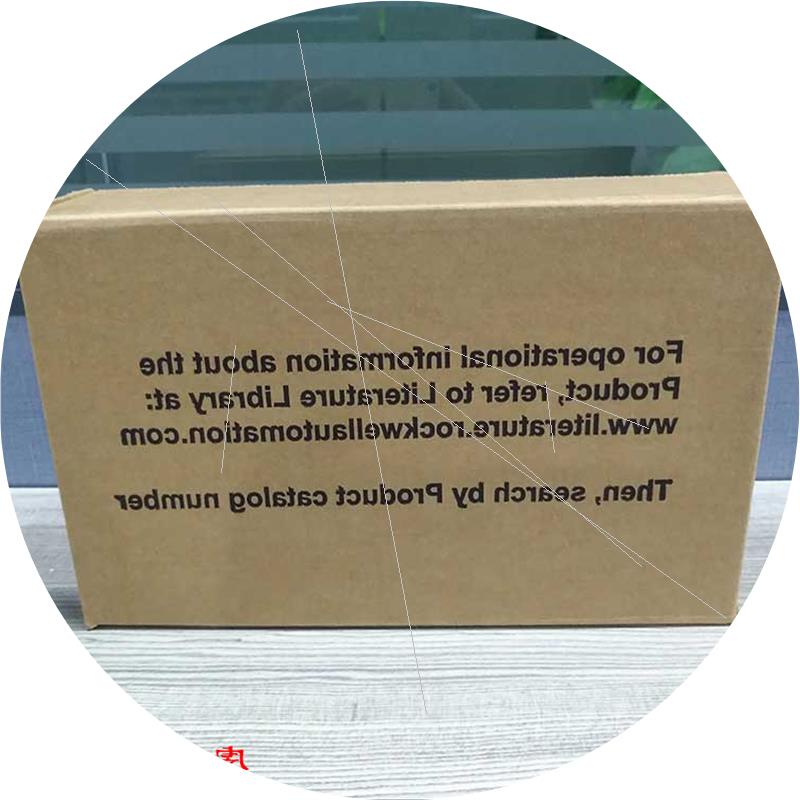 For operational information about the
Product, refer to Literature Library at:
www.literature.rockwellautomation.com
Then, search by Product catalog number